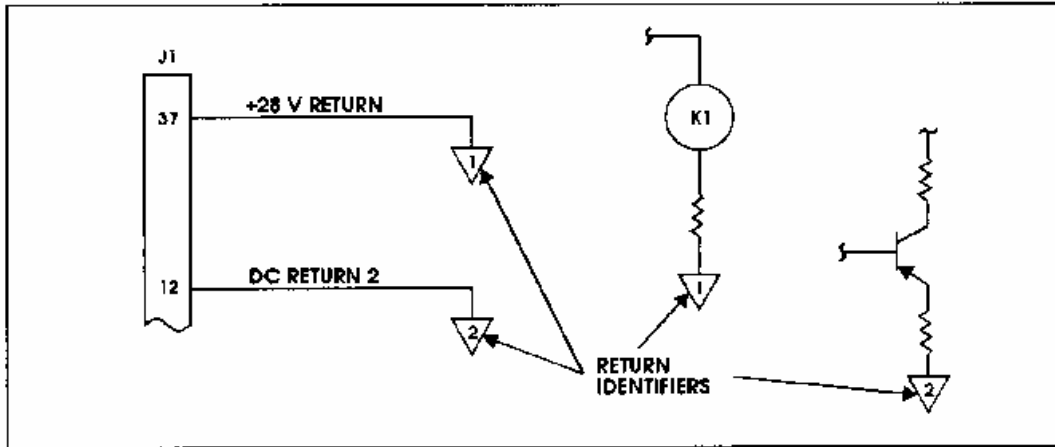 J1
37
+28 V RETURN
1
12
DC RETURN 2
2
K1
1
2
RETURN
IDENTIFIERS